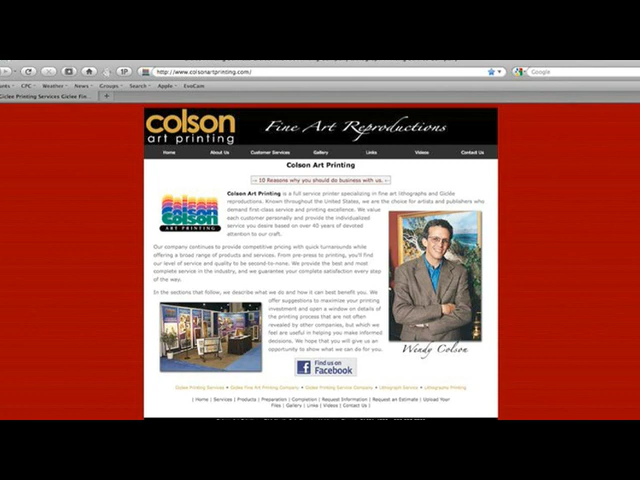 http://www.colsonartprinting.com/
Google
CPC
Weather
News
Groups
Search
Apple
EvoCam
Giclee Printing Services Giclee Fin...
colson
art printing
Fine Art Reproductions
Home
About Us
Customer Services
Gallery
Links
Videos
Contact Us
Colson Art Printing
-- 10 Reasons why you should do business with us. --
Colson
ART PRINTING
Colson Art Printing is a full service printer specializing in fine art lithographs and Giclée
reproductions. Known throughout the United States, we are the choice for artists and publishers who
demand first-class service and printing excellence. We value
each customer personally and provide the individualized
service you desire based on over 40 years of devoted
attention to our craft.
Our company continues to provide competitive pricing with quick turnarounds while
offering a broad range of products and services. From pre-press to printing, you'll find
our level of service and quality to be second-to-none. We provide the best and most
complete service in the industry, and we guarantee your complete satisfaction every step
of the way.
In the sections that follow, we describe what we do and how it can best benefit you. We
offer suggestions to maximize your printing
investment and open a window on details
of the printing process that are not often
revealed by other companies, but which we
feel are useful in helping you make informed
decisions. We hope that you will give us an
opportunity to show what we can do for you.
Wendy Colson
Find us on
Facebook
Giclee Printing Services • Giclee Fine Art Printing Company • Giclee Printing Service Company • Lithograph Service • Lithographs Printing
| Home | Services | Products | Preparation | Completion | Request Information | Request an Estimate | Upload Your
Files | Gallery | Links | Videos | Contact Us |